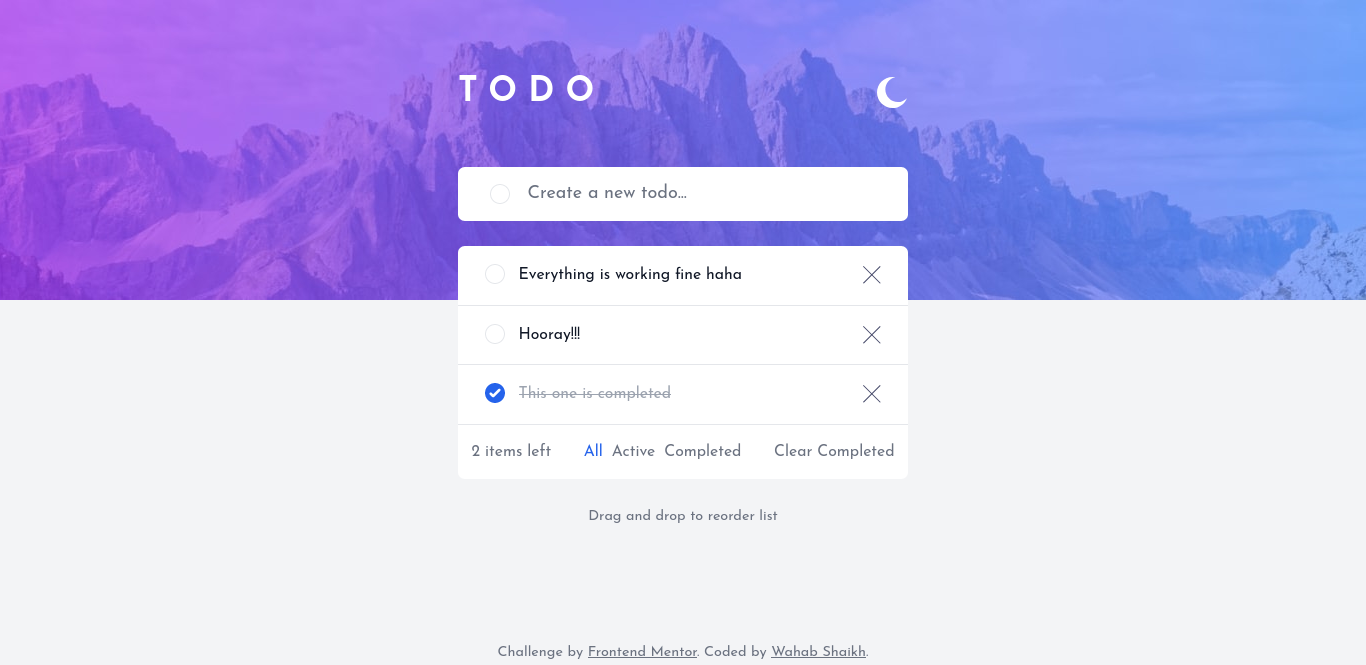 TODO
Create a new todo...
Everything is working fine haha
Hooray!!!
This one is completed
2 items left All Active Completed Clear Completed
Drag and drop to reorder list
Challenge by Frontend Mentor. Coded by Wahab Shaikh.